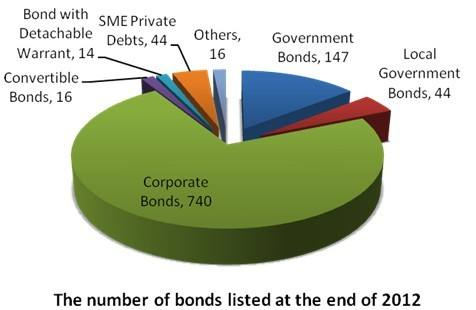 Bond with
Detachable
Warrant, 14
SME Private
Debts, 44
Others,
16
Government
Bonds, 147
Local
Government
Bonds, 44
Convertible
Bonds, 16
Corporate
Bonds, 740
The number of bonds listed at the end of 2012